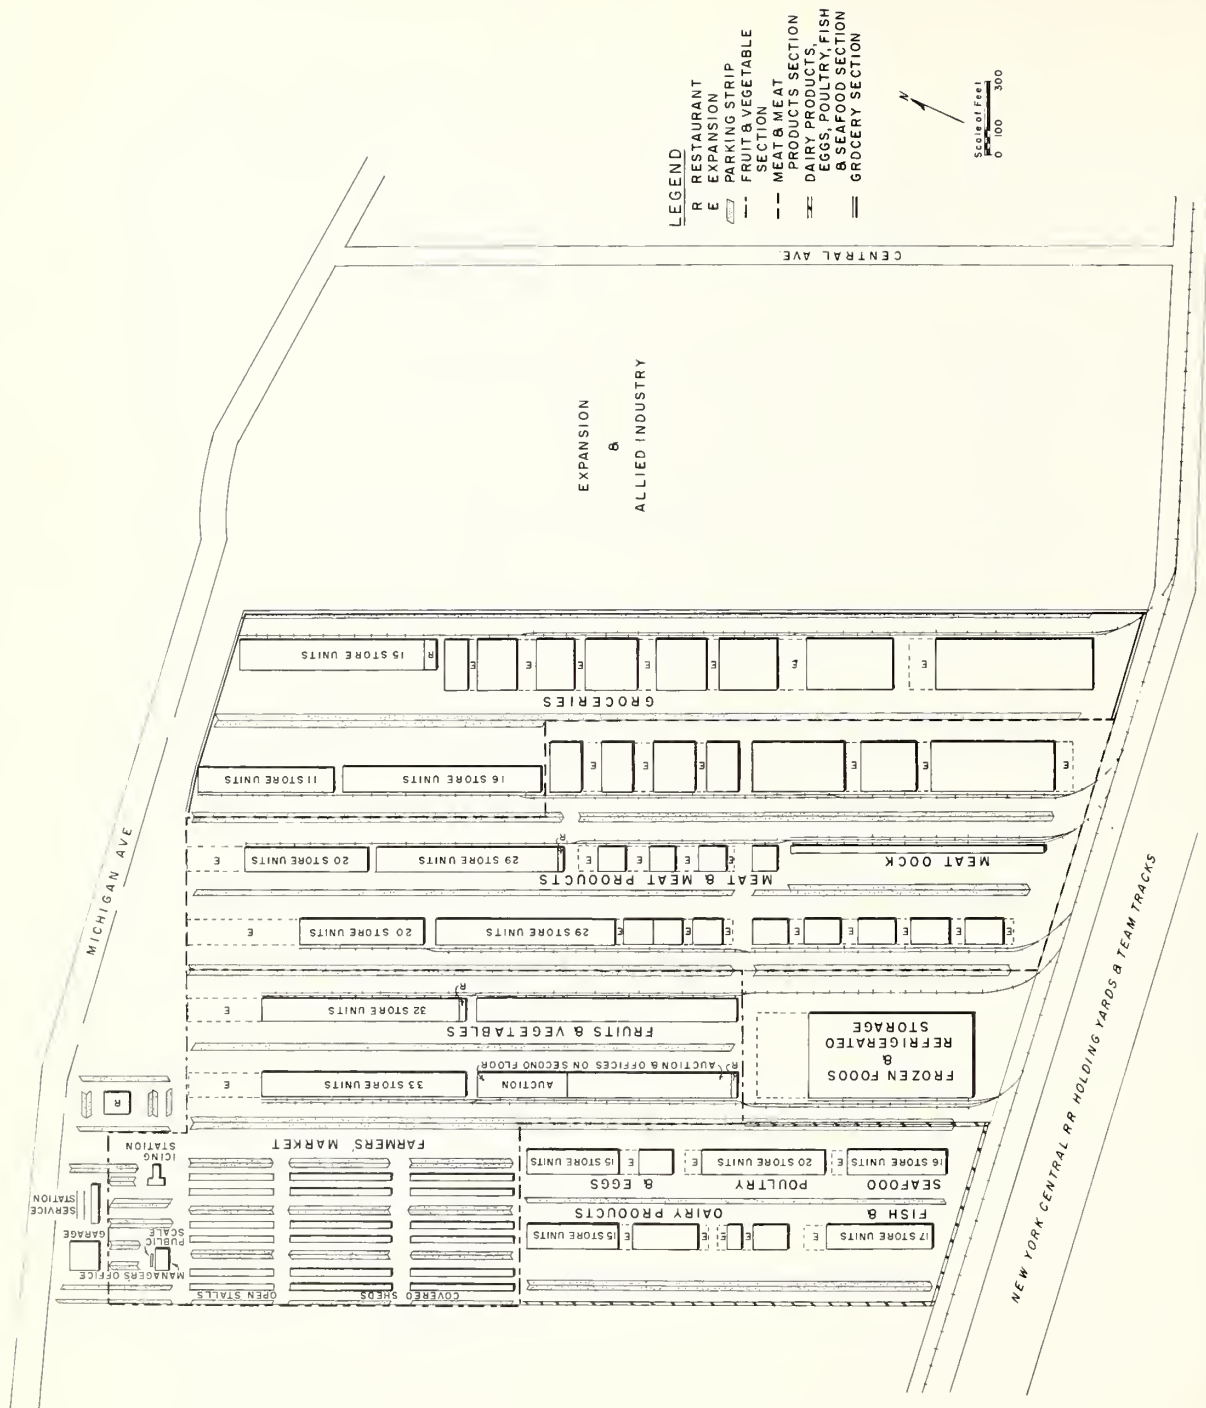 LEGEND
R RESTAURANT
E EXPANSION
PARKING STRIP
FRUIT & VEGETABLE
SECTION
MEAT & MEAT
PRODUCTS SECTION
DAIRY PRODUCTS,
EGGS, POULTRY, FISH
& SEAFOOD SECTION
GROCERY SECTION
N
Scale of Feet
0 100 300
CENTRAL AVE.
EXPANSION
&
ALLIED INDUSTRY
MICHIGAN AVE
NEW YORK CENTRAL RR HOLDING YARDS & TEAM TRACKS
15 STORE UNITS
R
E
E
E
E
E
E
E
GROCERIES
11 STORE UNITS
16 STORE UNITS
E
E
E
E
E
E
E
20 STORE UNITS
29 STORE UNITS
R
E
E
E
E
MEAT DOCK
MEAT & MEAT PRODUCTS
E
20 STORE UNITS
29 STORE UNITS
E
E
E
E
E
E
E
E
E
32 STORE UNITS
R
FRUITS & VEGETABLES
AUCTIONS & OFFICES ON SECOND FLOOR
E
33 STORE UNITS
AUCTION
R
FROZEN FOODS
&
REFRIGERATED
STORAGE
R
FARMERS' MARKET
ICING
STATION
SERVICE
STATION
GARAGE
PUBLIC
SCALE
MANAGERS OFFICE
OPEN STALLS
COVERED SHEDS
15 STORE UNITS
E
E
20 STORE UNITS
E
16 STORE UNITS
DAIRY PRODUCTS
& EGGS
POULTRY
FISH &
SEAFOOD
15 STORE UNITS
E
E
E
E
E
17 STORE UNITS